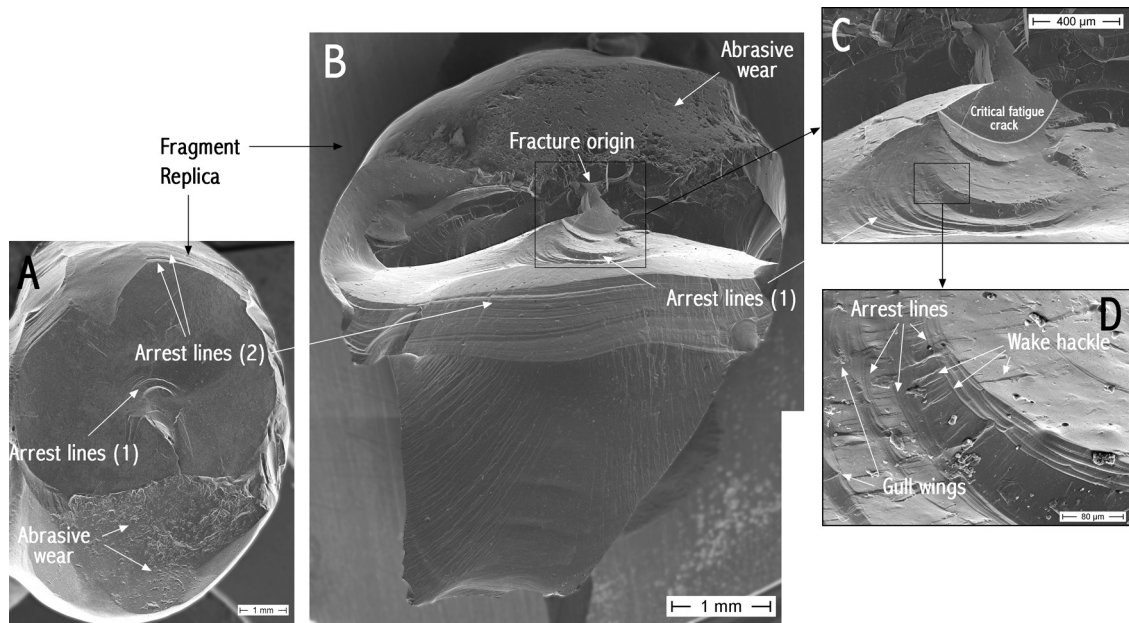 Fragment
Replica
A
Arrest lines (2)
Arrest lines (1)
Abrasive
wear
1 mm
B
Abrasive
wear
Fracture origin
Arrest lines (1)
1 mm
C
400 µm
Critical fatigue
crack
D
Arrest lines
Wake hackle
Gull wings
80 µm